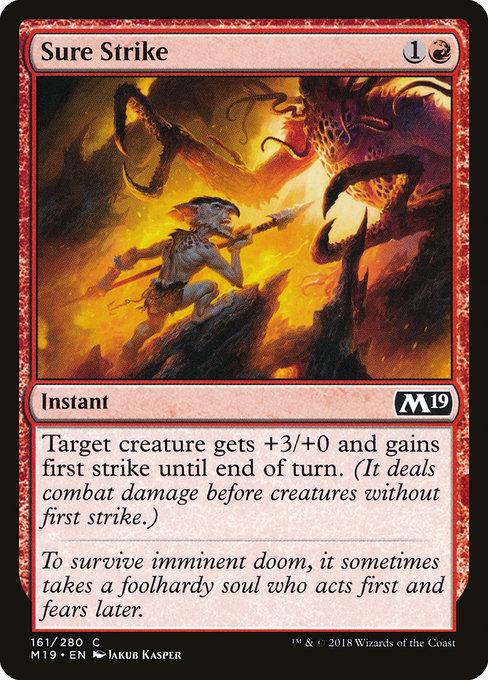 Sure Strike 1
Instant M19
Target creature gets +3/+0 and gains
first strike until end of turn. (It deals
combat damage before creatures without
first strike.)
To survive imminent doom, it sometimes
takes a foolhardy soul who acts first and
fears later.
161/280 C ™ & © 2018 Wizards of the Coast
M19 • EN Jakub Kasper